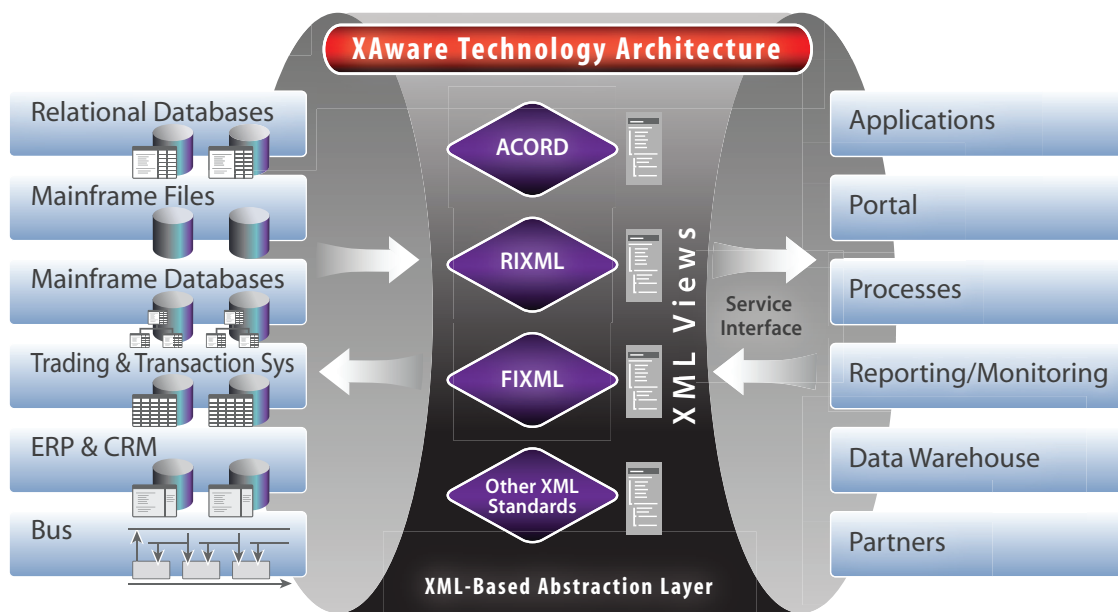 XAware Technology Architecture
Relational Databases
Mainframe Files
Mainframe Databases
Trading & Transaction Sys
ERP & CRM
Bus
ACORD
RIXML
FIXML
Other XML
Standards
XML Views
Service
Interface
XML-Based Abstraction Layer
Applications
Portal
Processes
Reporting/Monitoring
Data Warehouse
Partners